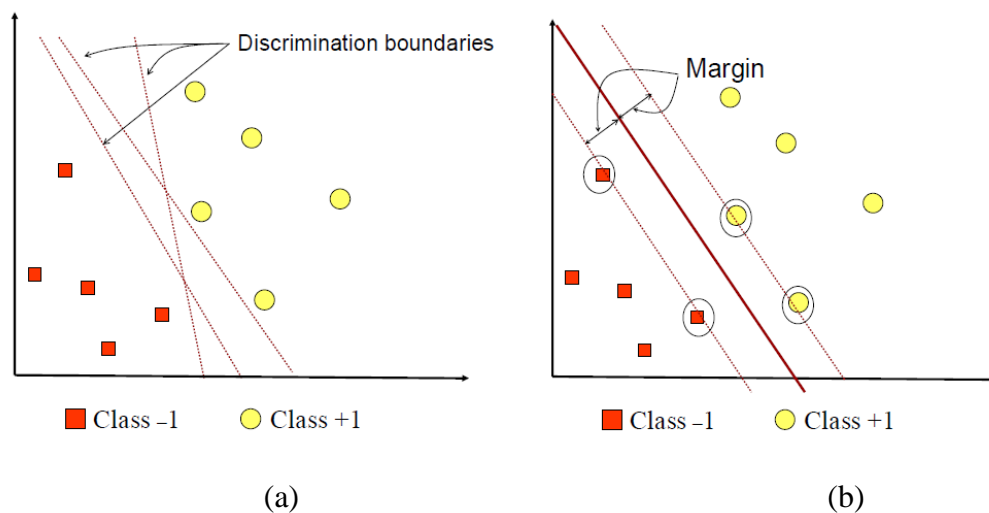 Discrimination boundaries
Class –1
Class +1
(a)
Margin
Class –1
Class +1
(b)